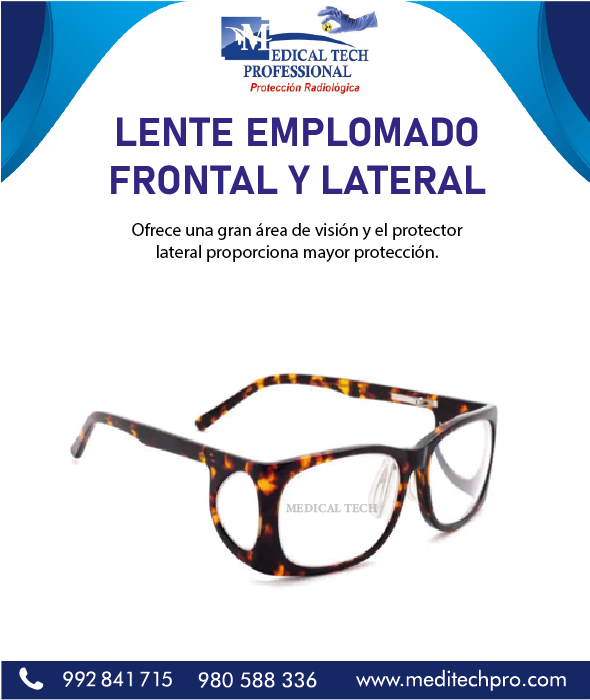 MEDICAL TECH
PROFESSIONAL
Protección Radiológica
LENTE EMPLOMADO
FRONTAL Y LATERAL
Ofrece una gran área de visión y el protector
lateral proporciona mayor protección.
MEDICAL TECH
992 841 715 980 588 336 www.meditechpro.com